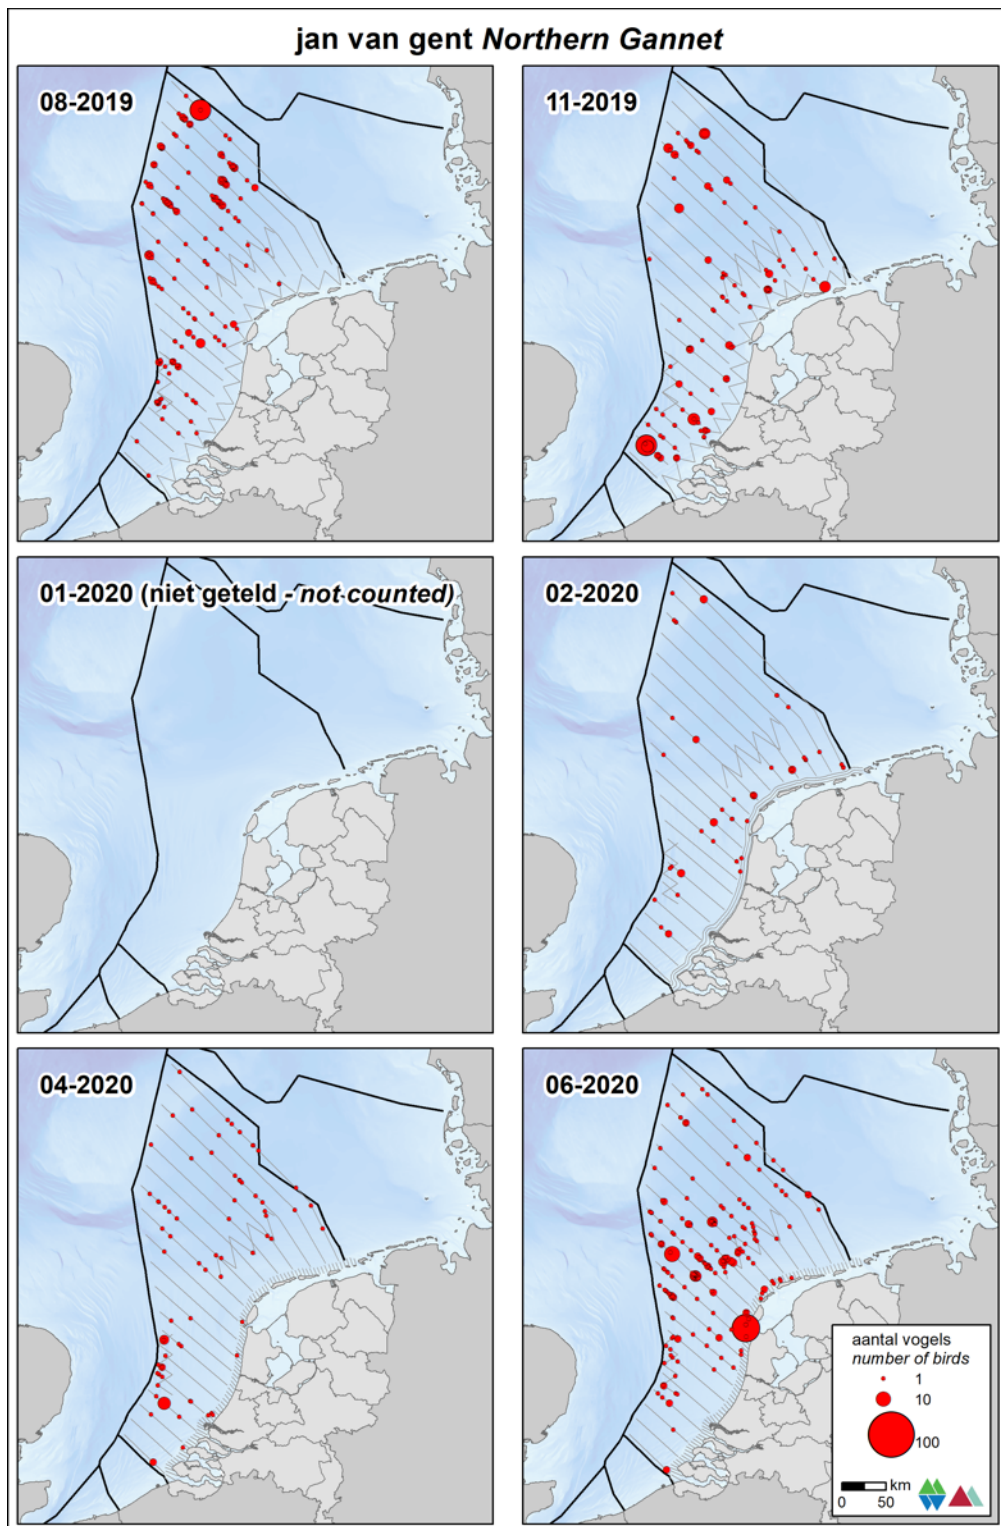 jan van gent Northern Gannet
08-2019
11-2019
01-2020 (niet geteld - not counted)
02-2020
04-2020
06-2020
aantal vogels
number of birds
1
10
100
km
0 50